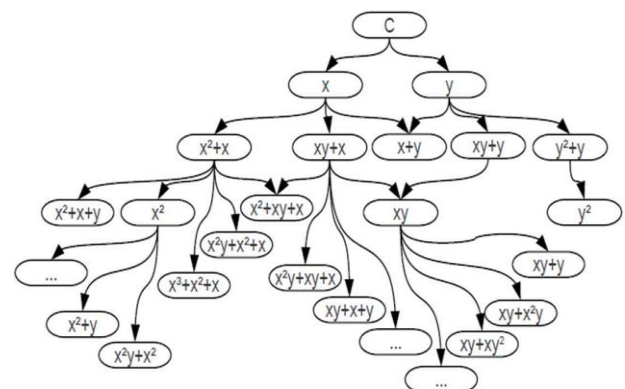 C
x y
x²+x xy+x x+y xy+y y²+y
x²+x+y x² x²+xy+x xy y²
x²y+x²+x
... x³+x²+x x²y+xy+x xy+y
x²+y xy+x+y xy+x²y
x²y+x² ... xy+xy²
...